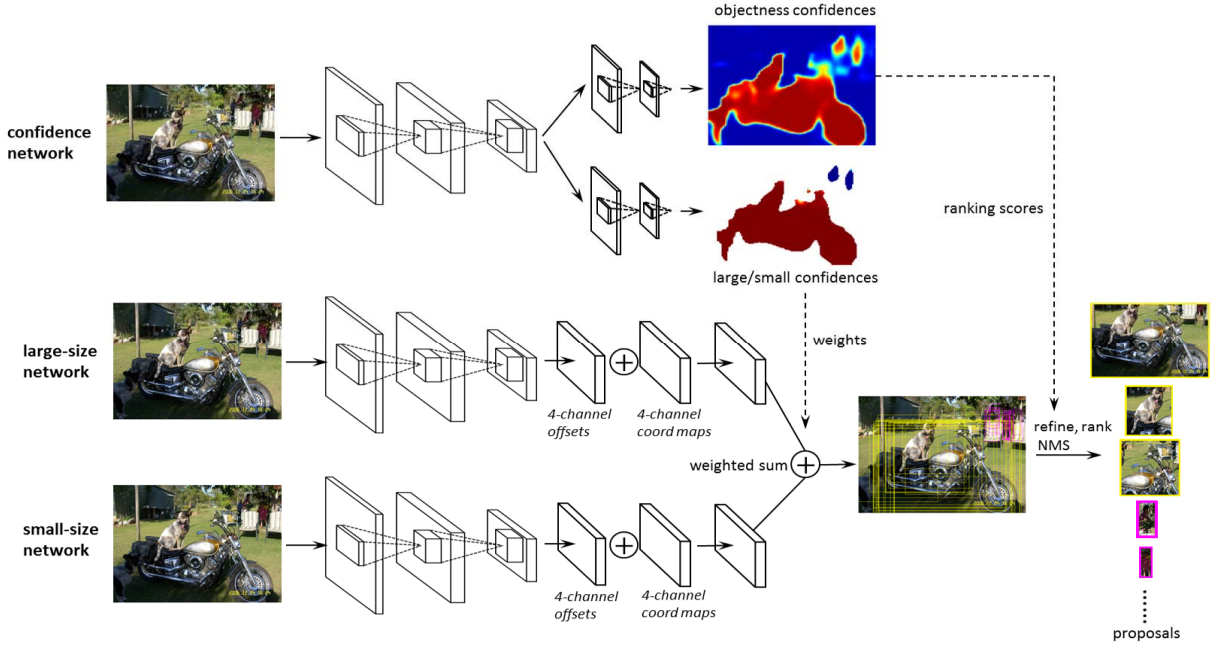 objectness confidences
confidence
network
ranking scores
large/small confidences
large-size
network
weights
4-channel
offsets
4-channel
coord maps
refine, rank
NMS
weighted sum
small-size
network
4-channel
offsets
4-channel
coord maps
proposals